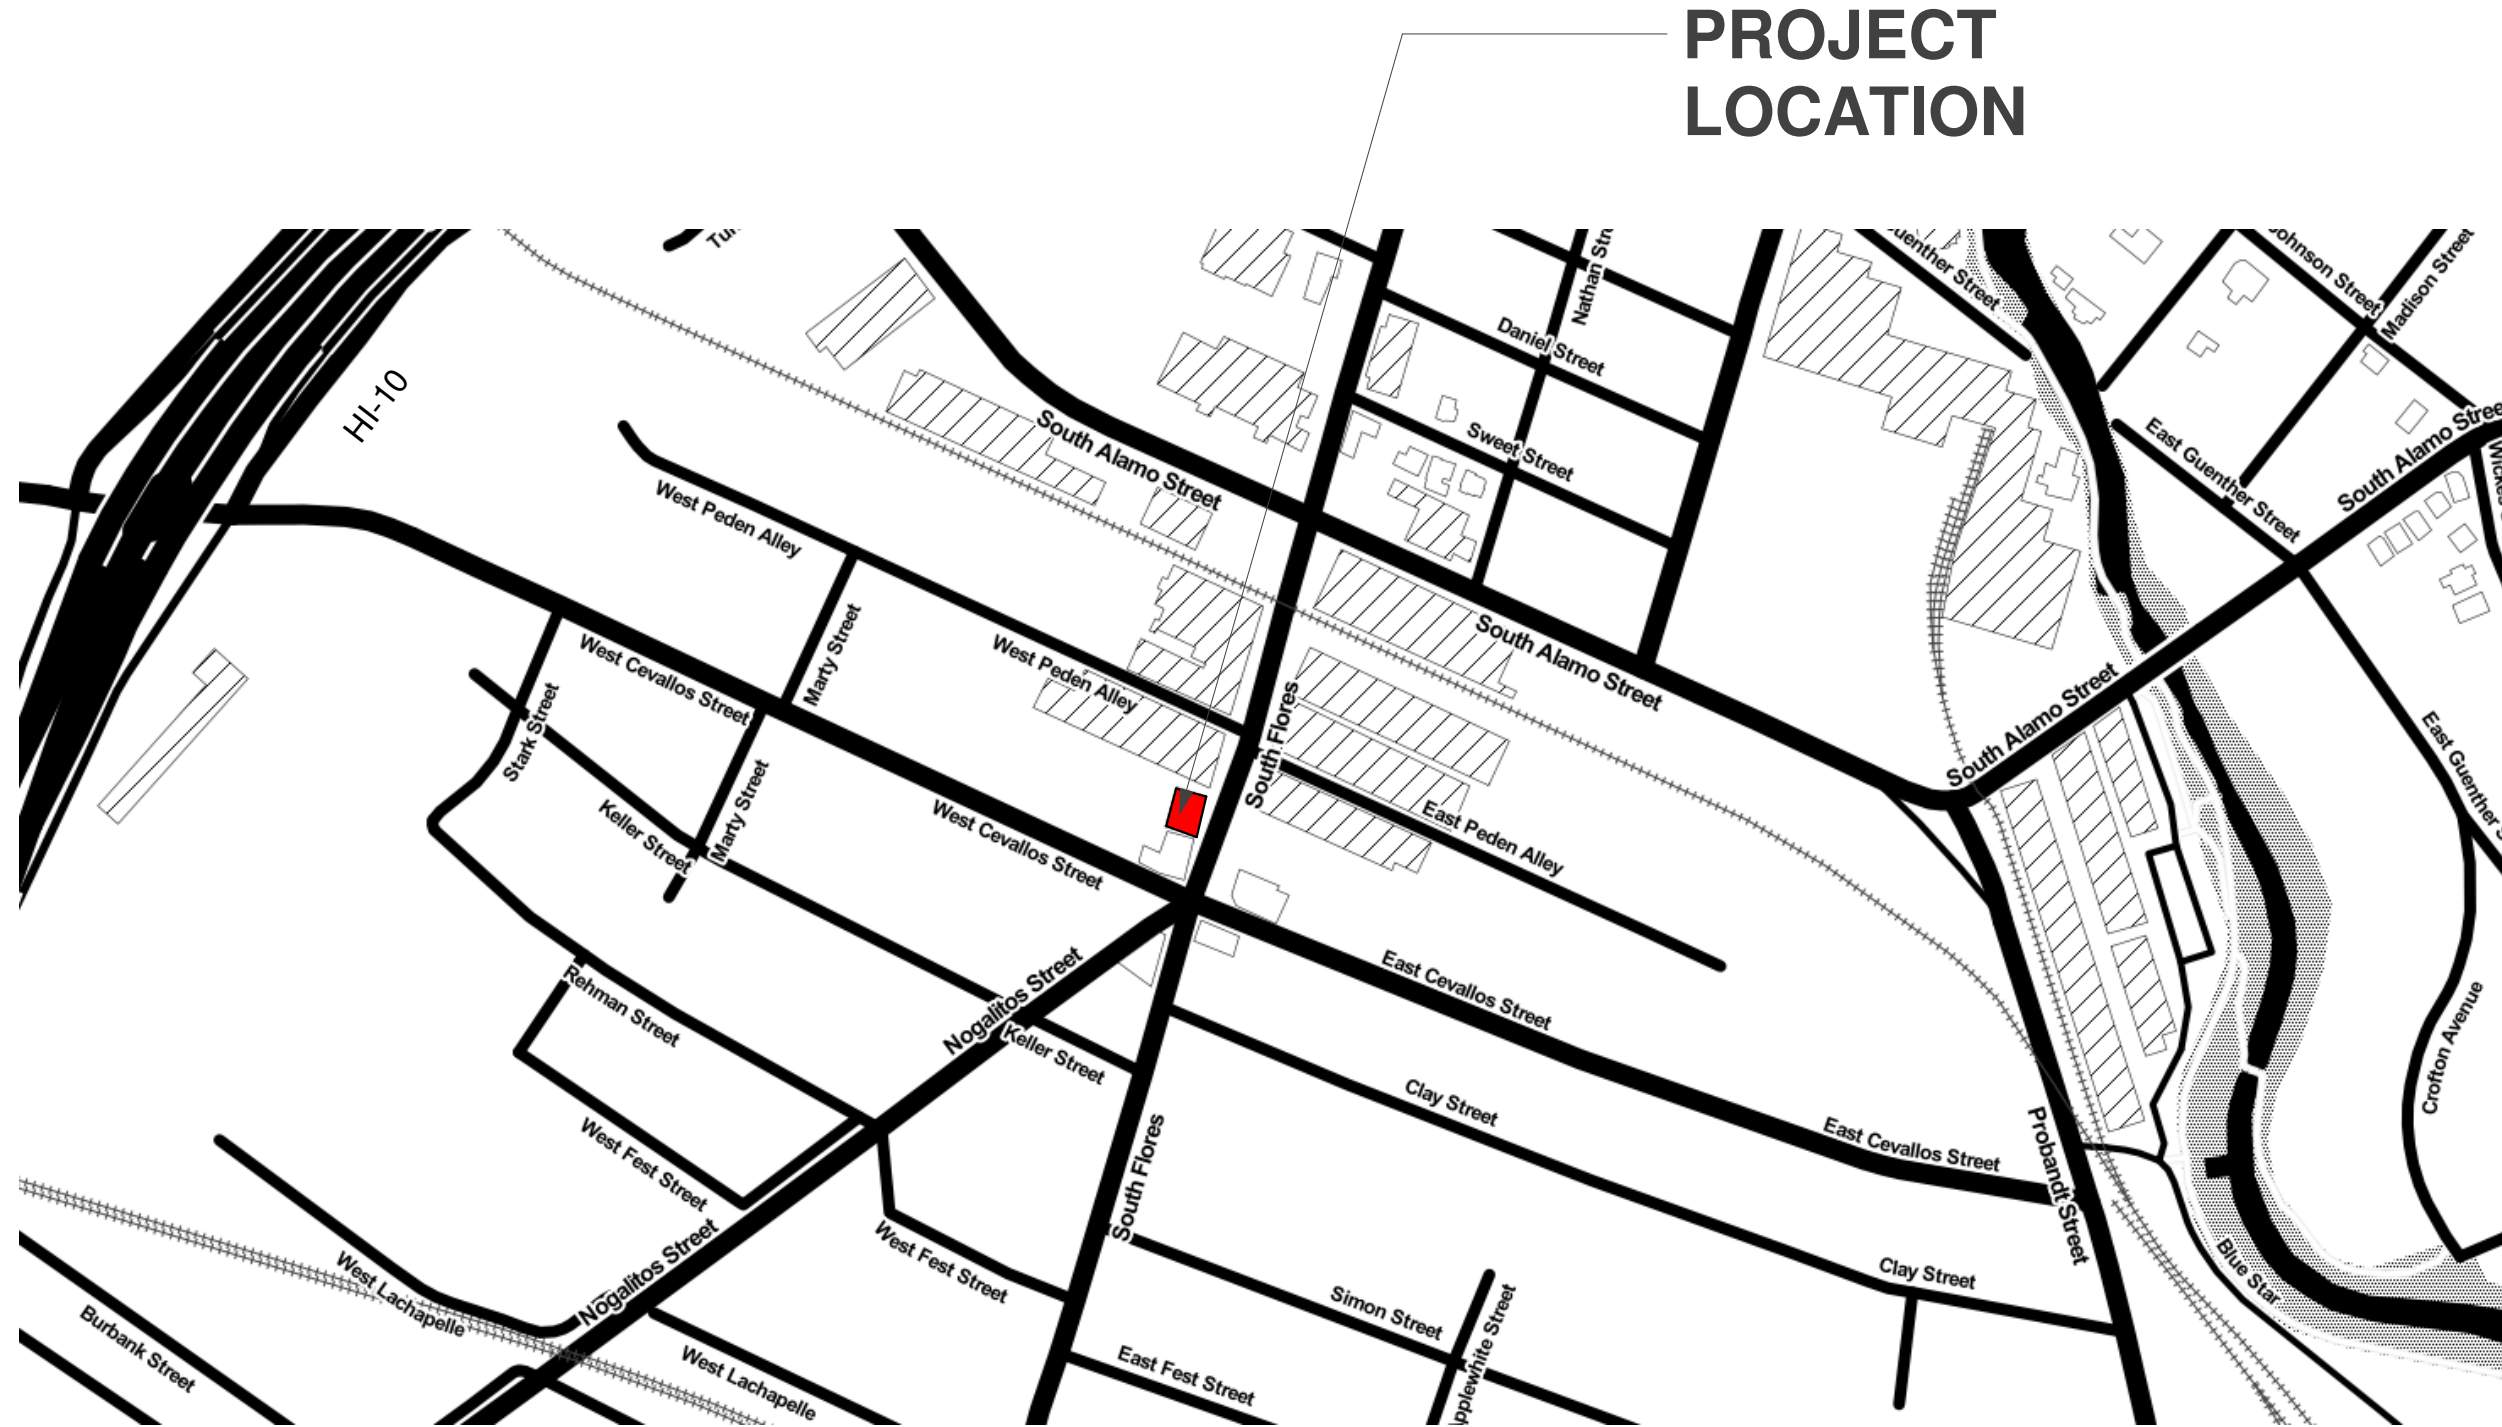 PROJECT
LOCATION
Nathan Str
uenther Street
Johnson Street
Madison Street
HI-10
Daniel Street
Sweet Street
South Alamo Street
South Alamo Stree
East Guenther Street
West Peden Alley
South Alamo Street
West Cevallos Street
Marty Street
West Peden Alley
South Alamo Street
Stark Street
South Flores
East Guenther S
Keller Street
Marty Street
West Cevallos Street
East Peden Alley
Rehman Street
Nogalitos Street
Keller Street
East Cevallos Street
Crofton Avenue
Clay Street
West Fest Street
South Flores
East Cevallos Street
Probandt Street
West Lachapelle
Nogalitos Street
West Fest Street
Clay Street
Blue Star
Burbank Street
West Lachapelle
Simon Street
East Fest Street
Applewhite Street